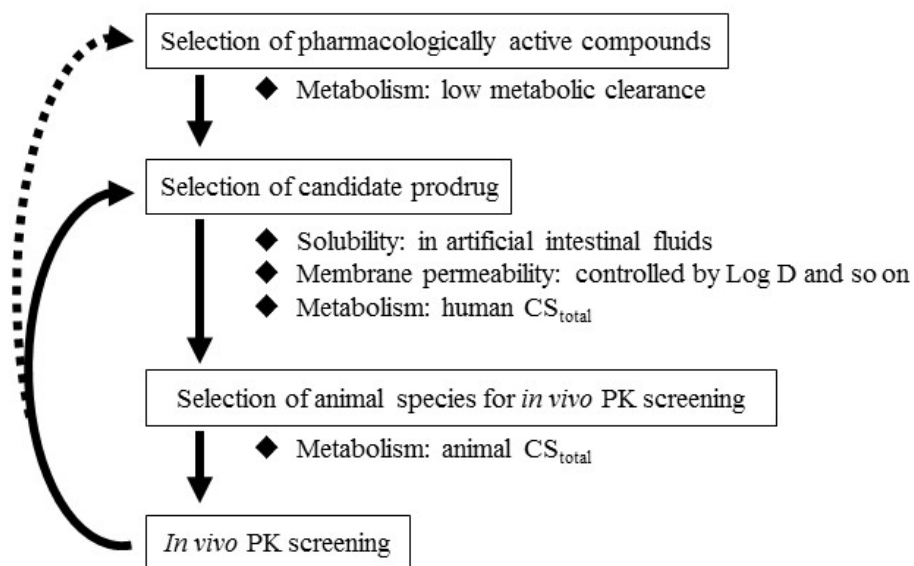 Selection of pharmacologically active compounds
◆ Metabolism: low metabolic clearance
Selection of candidate prodrug
◆ Solubility: in artificial intestinal fluids
◆ Membrane permeability: controlled by Log D and so on
◆ Metabolism: human CStotal
Selection of animal species for in vivo PK screening
◆ Metabolism: animal CStotal
In vivo PK screening